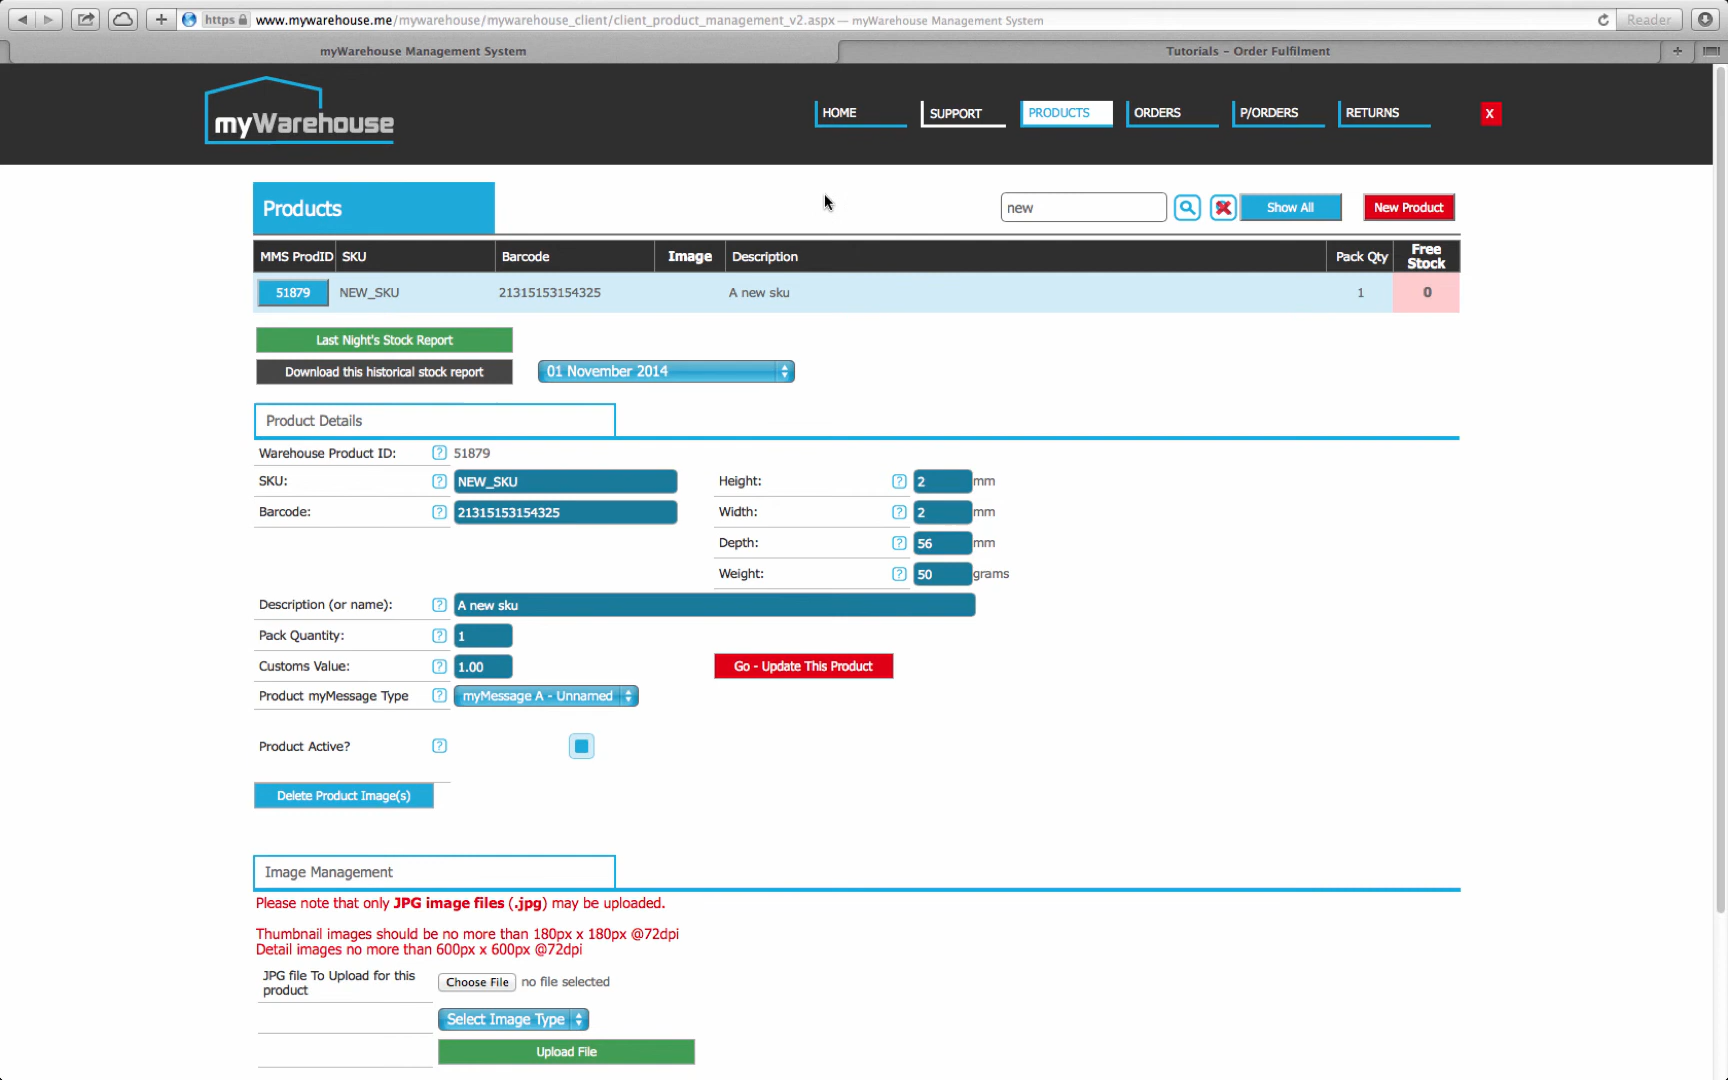 https www.mywarehouse.me/mywarehouse/mywarehouse_client/client_product_management_v2.aspx — myWarehouse Management System Reader
myWarehouse Management System Tutorials – Order Fulfilment
myWarehouse
HOME SUPPORT PRODUCTS ORDERS P/ORDERS RETURNS X
Products new Show All New Product
MMS ProdID SKU Barcode Image Description Pack Qty Free Stock
51879 NEW_SKU 21315153154325 A new sku 1 0
Last Night's Stock Report
Download this historical stock report 01 November 2014
Product Details
Warehouse Product ID: ? 51879
SKU: ? NEW_SKU Height: ? 2 mm
Barcode: ? 21315153154325 Width: ? 2 mm
Depth: ? 56 mm
Weight: ? 50 grams
Description (or name): ? A new sku
Pack Quantity: ? 1
Customs Value: ? 1.00 Go - Update This Product
Product myMessage Type ? myMessage A - Unnamed
Product Active? ?
Delete Product Image(s)
Image Management
Please note that only JPG image files (.jpg) may be uploaded.
Thumbnail images should be no more than 180px x 180px @72dpi
Detail images no more than 600px x 600px @72dpi
JPG file To Upload for this
product
Choose File no file selected
Select Image Type
Upload File